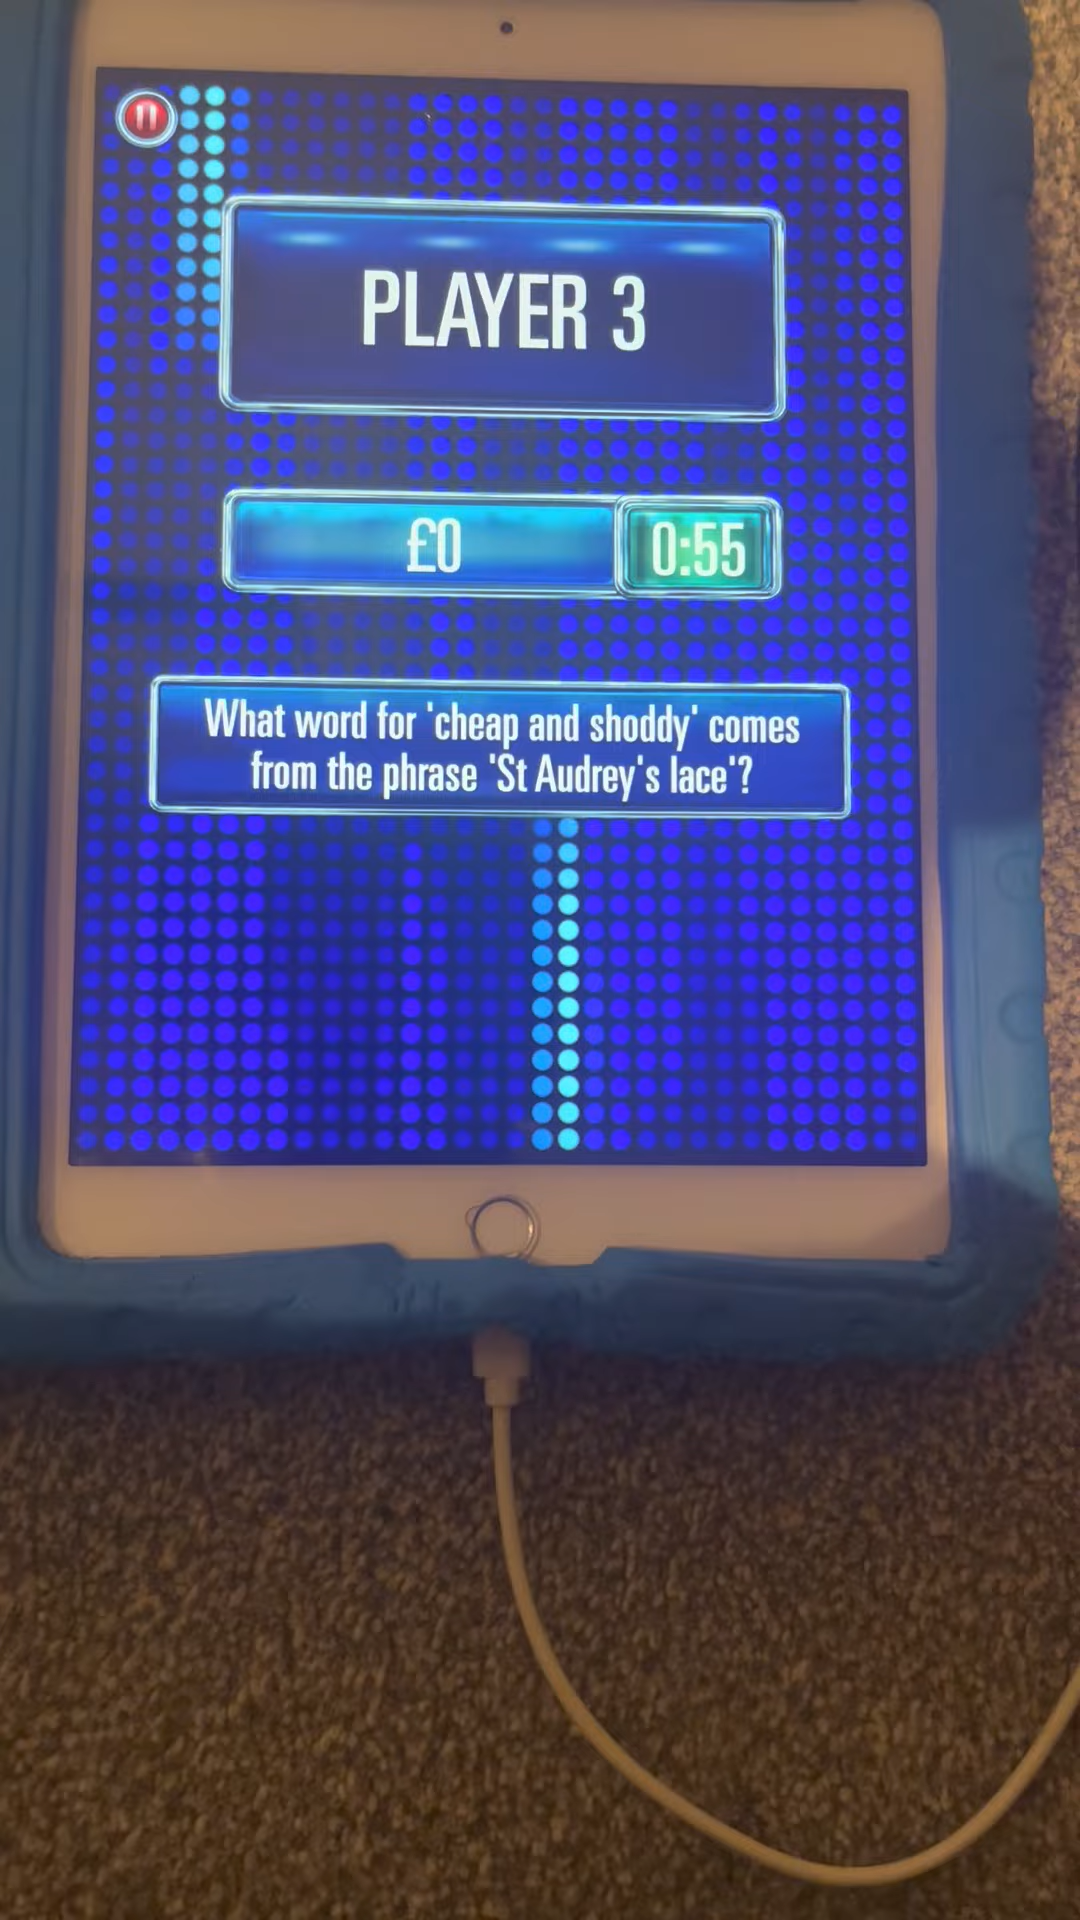 PLAYER 3
£0
0:55
What word for 'cheap and shoddy' comes
from the phrase 'St Audrey's lace'?